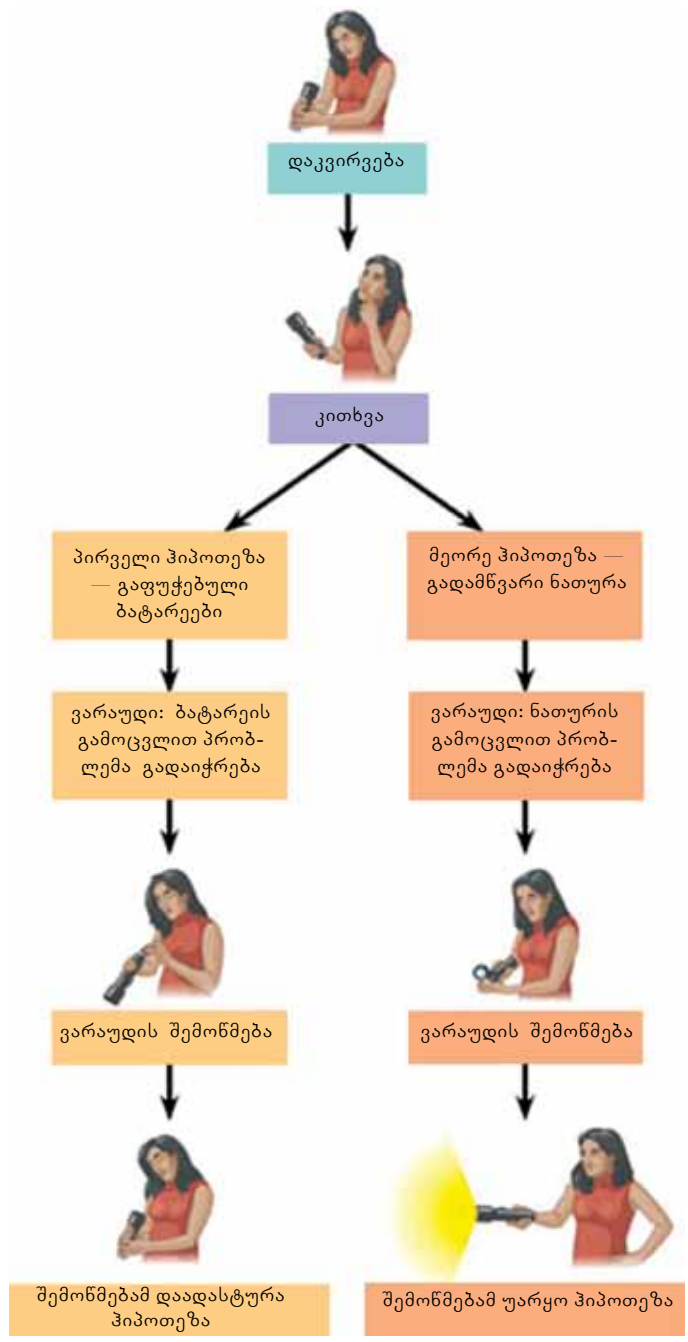 დაკვირვება
კითხვა
პირველი ჰიპოთეზა
— გაფუჭებული
ბატარეები
მეორე ჰიპოთეზა —
გადამწვარი ნათურა
ვარაუდი: ბატარეის
გამოცვლით პრობ-
ლემა გადაიჭრება
ვარაუდი: ნათურის
გამოცვლით პრობ-
ლემა გადაიჭრება
ვარაუდის შემოწმება
ვარაუდის შემოწმება
შემოწმებამ დაადასტურა
ჰიპოთეზა
შემოწმებამ უარყო ჰიპოთეზა